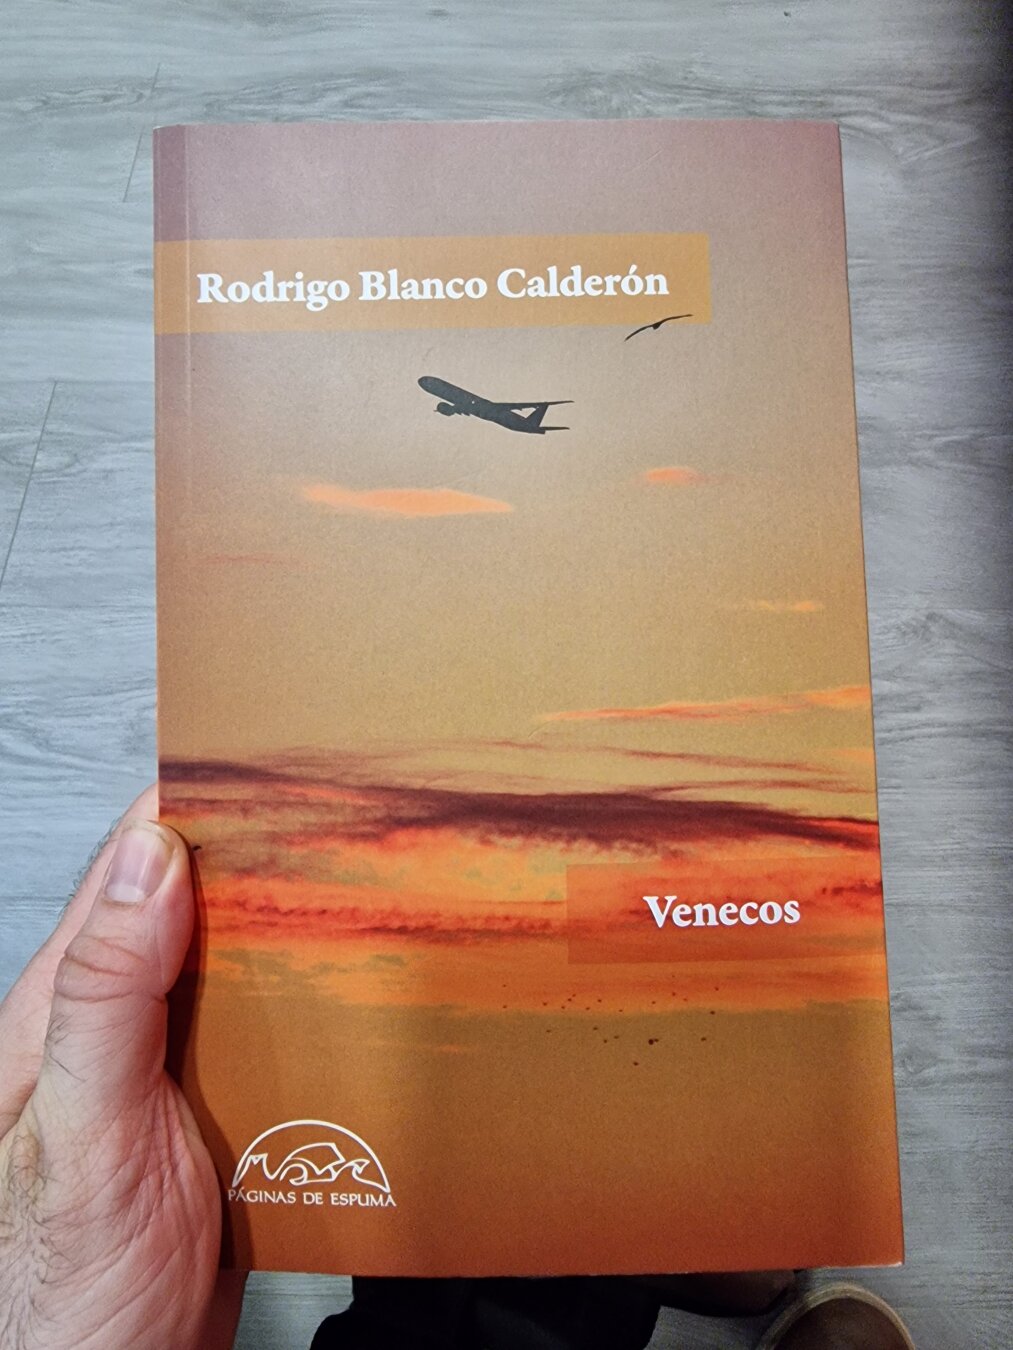 Rodrigo Blanco Calderón
Venecos
PÁGINAS DE ESPUMA